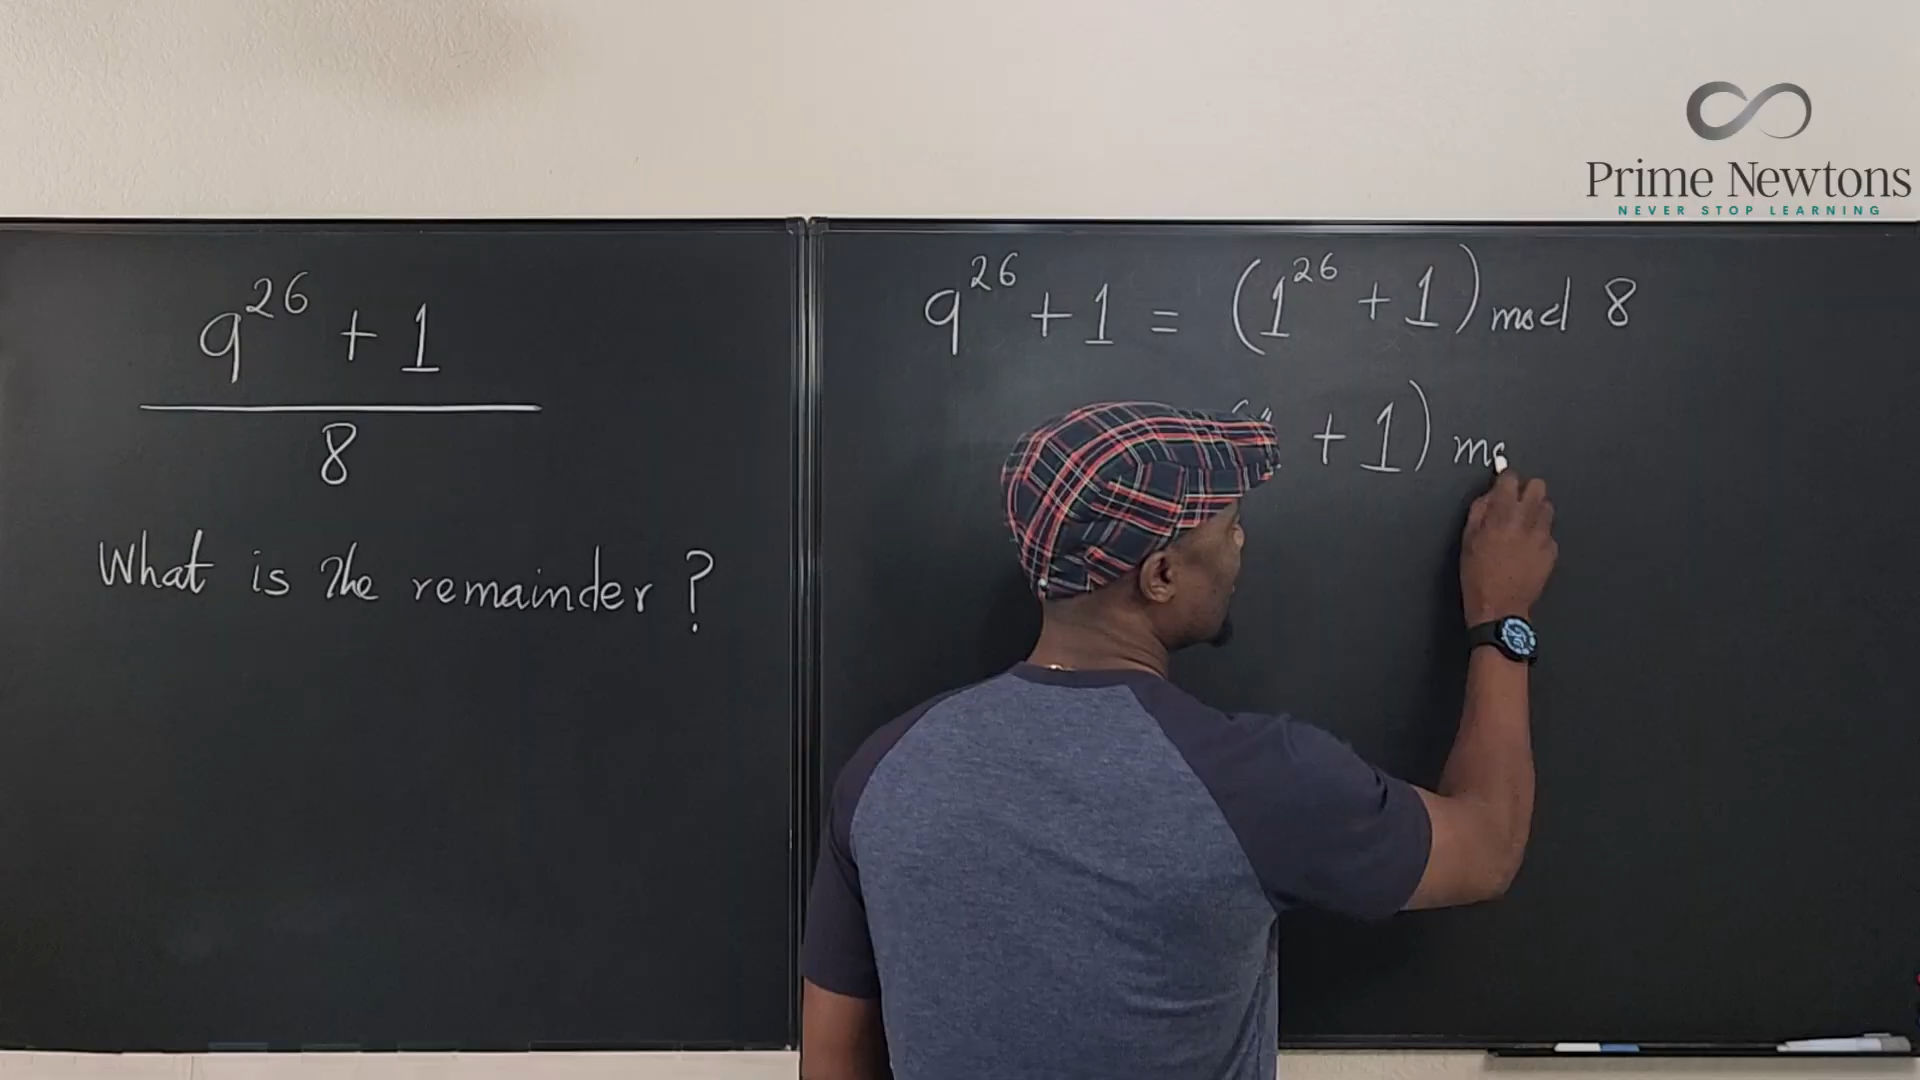 Prime Newtons
NEVER STOP LEARNING
9^26 + 1
8
What is the remainder ?
9^26 + 1 = (1^26 + 1) mod 8
+ 1) mo